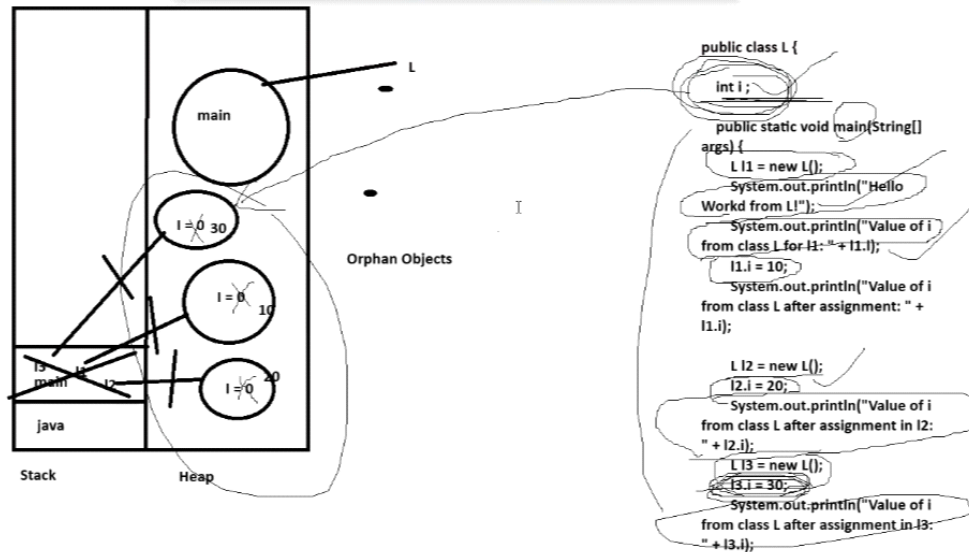 L
main
I = 0 30
I = 0
10
I = 0
20
l3
l1
main
l2
java
Stack
Heap
Orphan Objects
public class L {
int i ;
public static void main(String[]
args) {
L l1 = new L();
System.out.println("Hello
Workd from L!");
System.out.println("Value of i
from class L for l1: " + l1.i);
l1.i = 10;
System.out.println("Value of i
from class L after assignment: " +
l1.i);
L l2 = new L();
l2.i = 20;
System.out.println("Value of i
from class L after assignment in l2:
" + l2.i);
L l3 = new L();
l3.i = 30;
System.out.println("Value of i
from class L after assignment in l3:
" + l3.i);